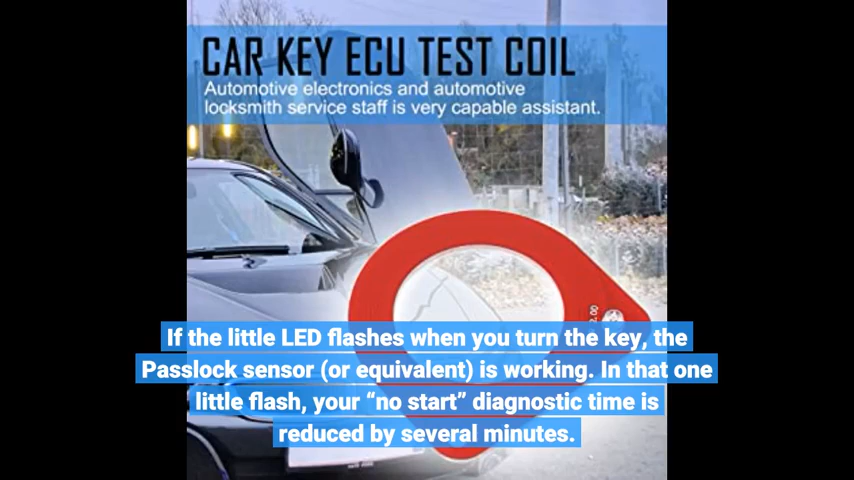 CAR KEY ECU TEST COIL
Automotive electronics and automotive
locksmith service staff is very capable assistant.
If the little LED flashes when you turn the key, the
Passlock sensor (or equivalent) is working. In that one
little flash, your “no start” diagnostic time is
reduced by several minutes.